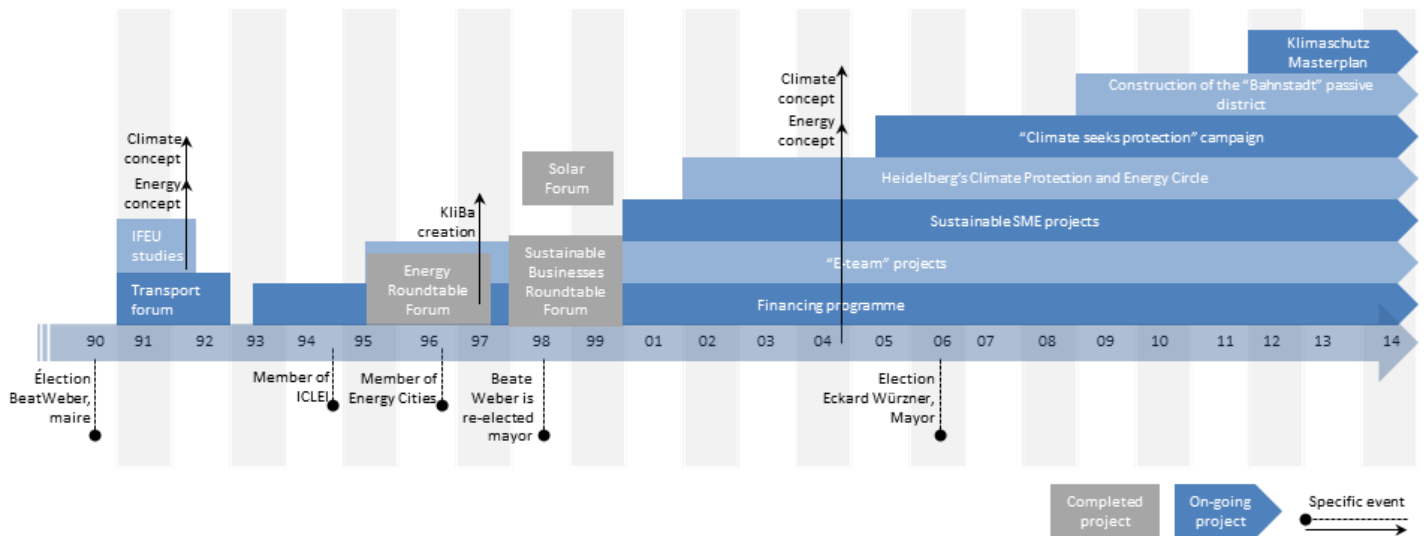 Klimaschutz
Masterplan
Construction of the "Bahnstadt" passive
district
Climate
concept
Energy
concept
"Climate seeks protection" campaign
Climate
concept
Energy
concept
Solar
Forum
Heidelberg's Climate Protection and Energy Circle
KliBa
creation
Sustainable SME projects
IFEU
studies
Energy
Roundtable
Forum
Sustainable
Businesses
Roundtable
Forum
"E-team" projects
Transport
forum
Financing programme
90 91 92 93 94 95 96 97 98 99 01 02 03 04 05 06 07 08 09 10 11 12 13 14
Élection
BeatWeber,
maire
Member of
ICLEI
Member of
Energy Cities
Beate
Weber is
re-elected
mayor
Election
Eckard Würzner,
Mayor
Completed
project
On-going
project
Specific event